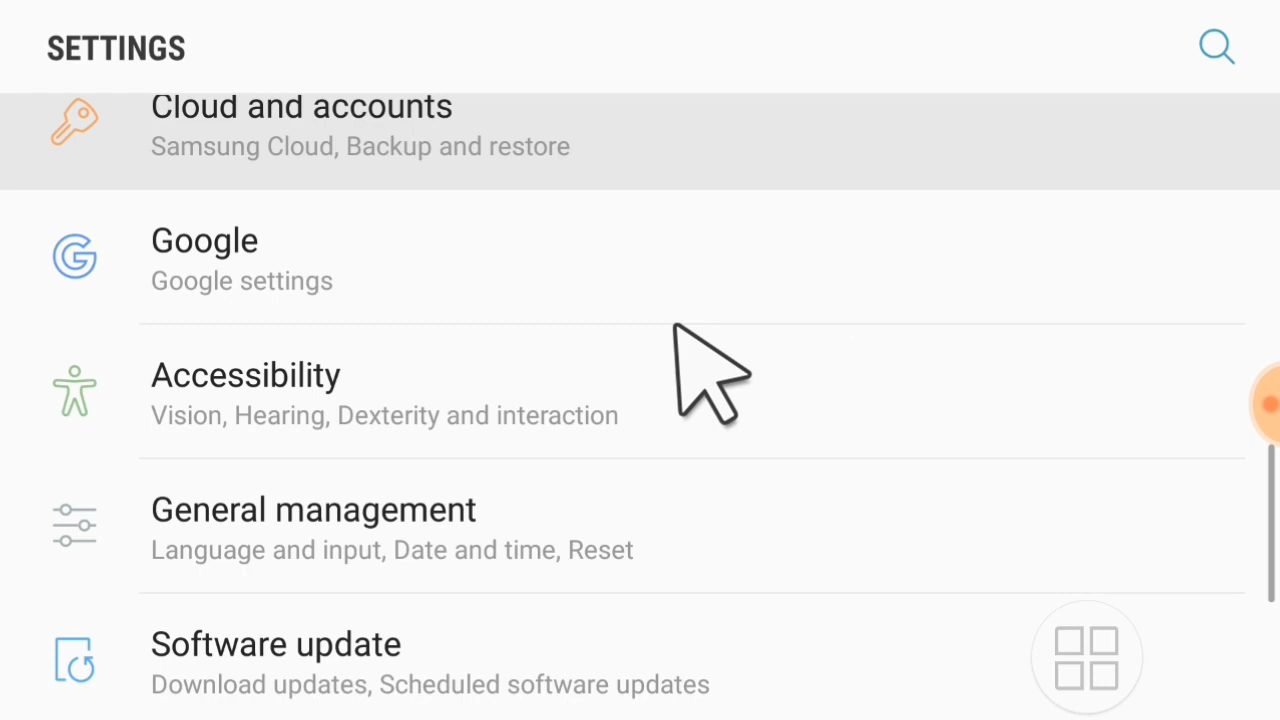 SETTINGS
Cloud and accounts
Samsung Cloud, Backup and restore
Google
Google settings
Accessibility
Vision, Hearing, Dexterity and interaction
General management
Language and input, Date and time, Reset
Software update
Download updates, Scheduled software updates